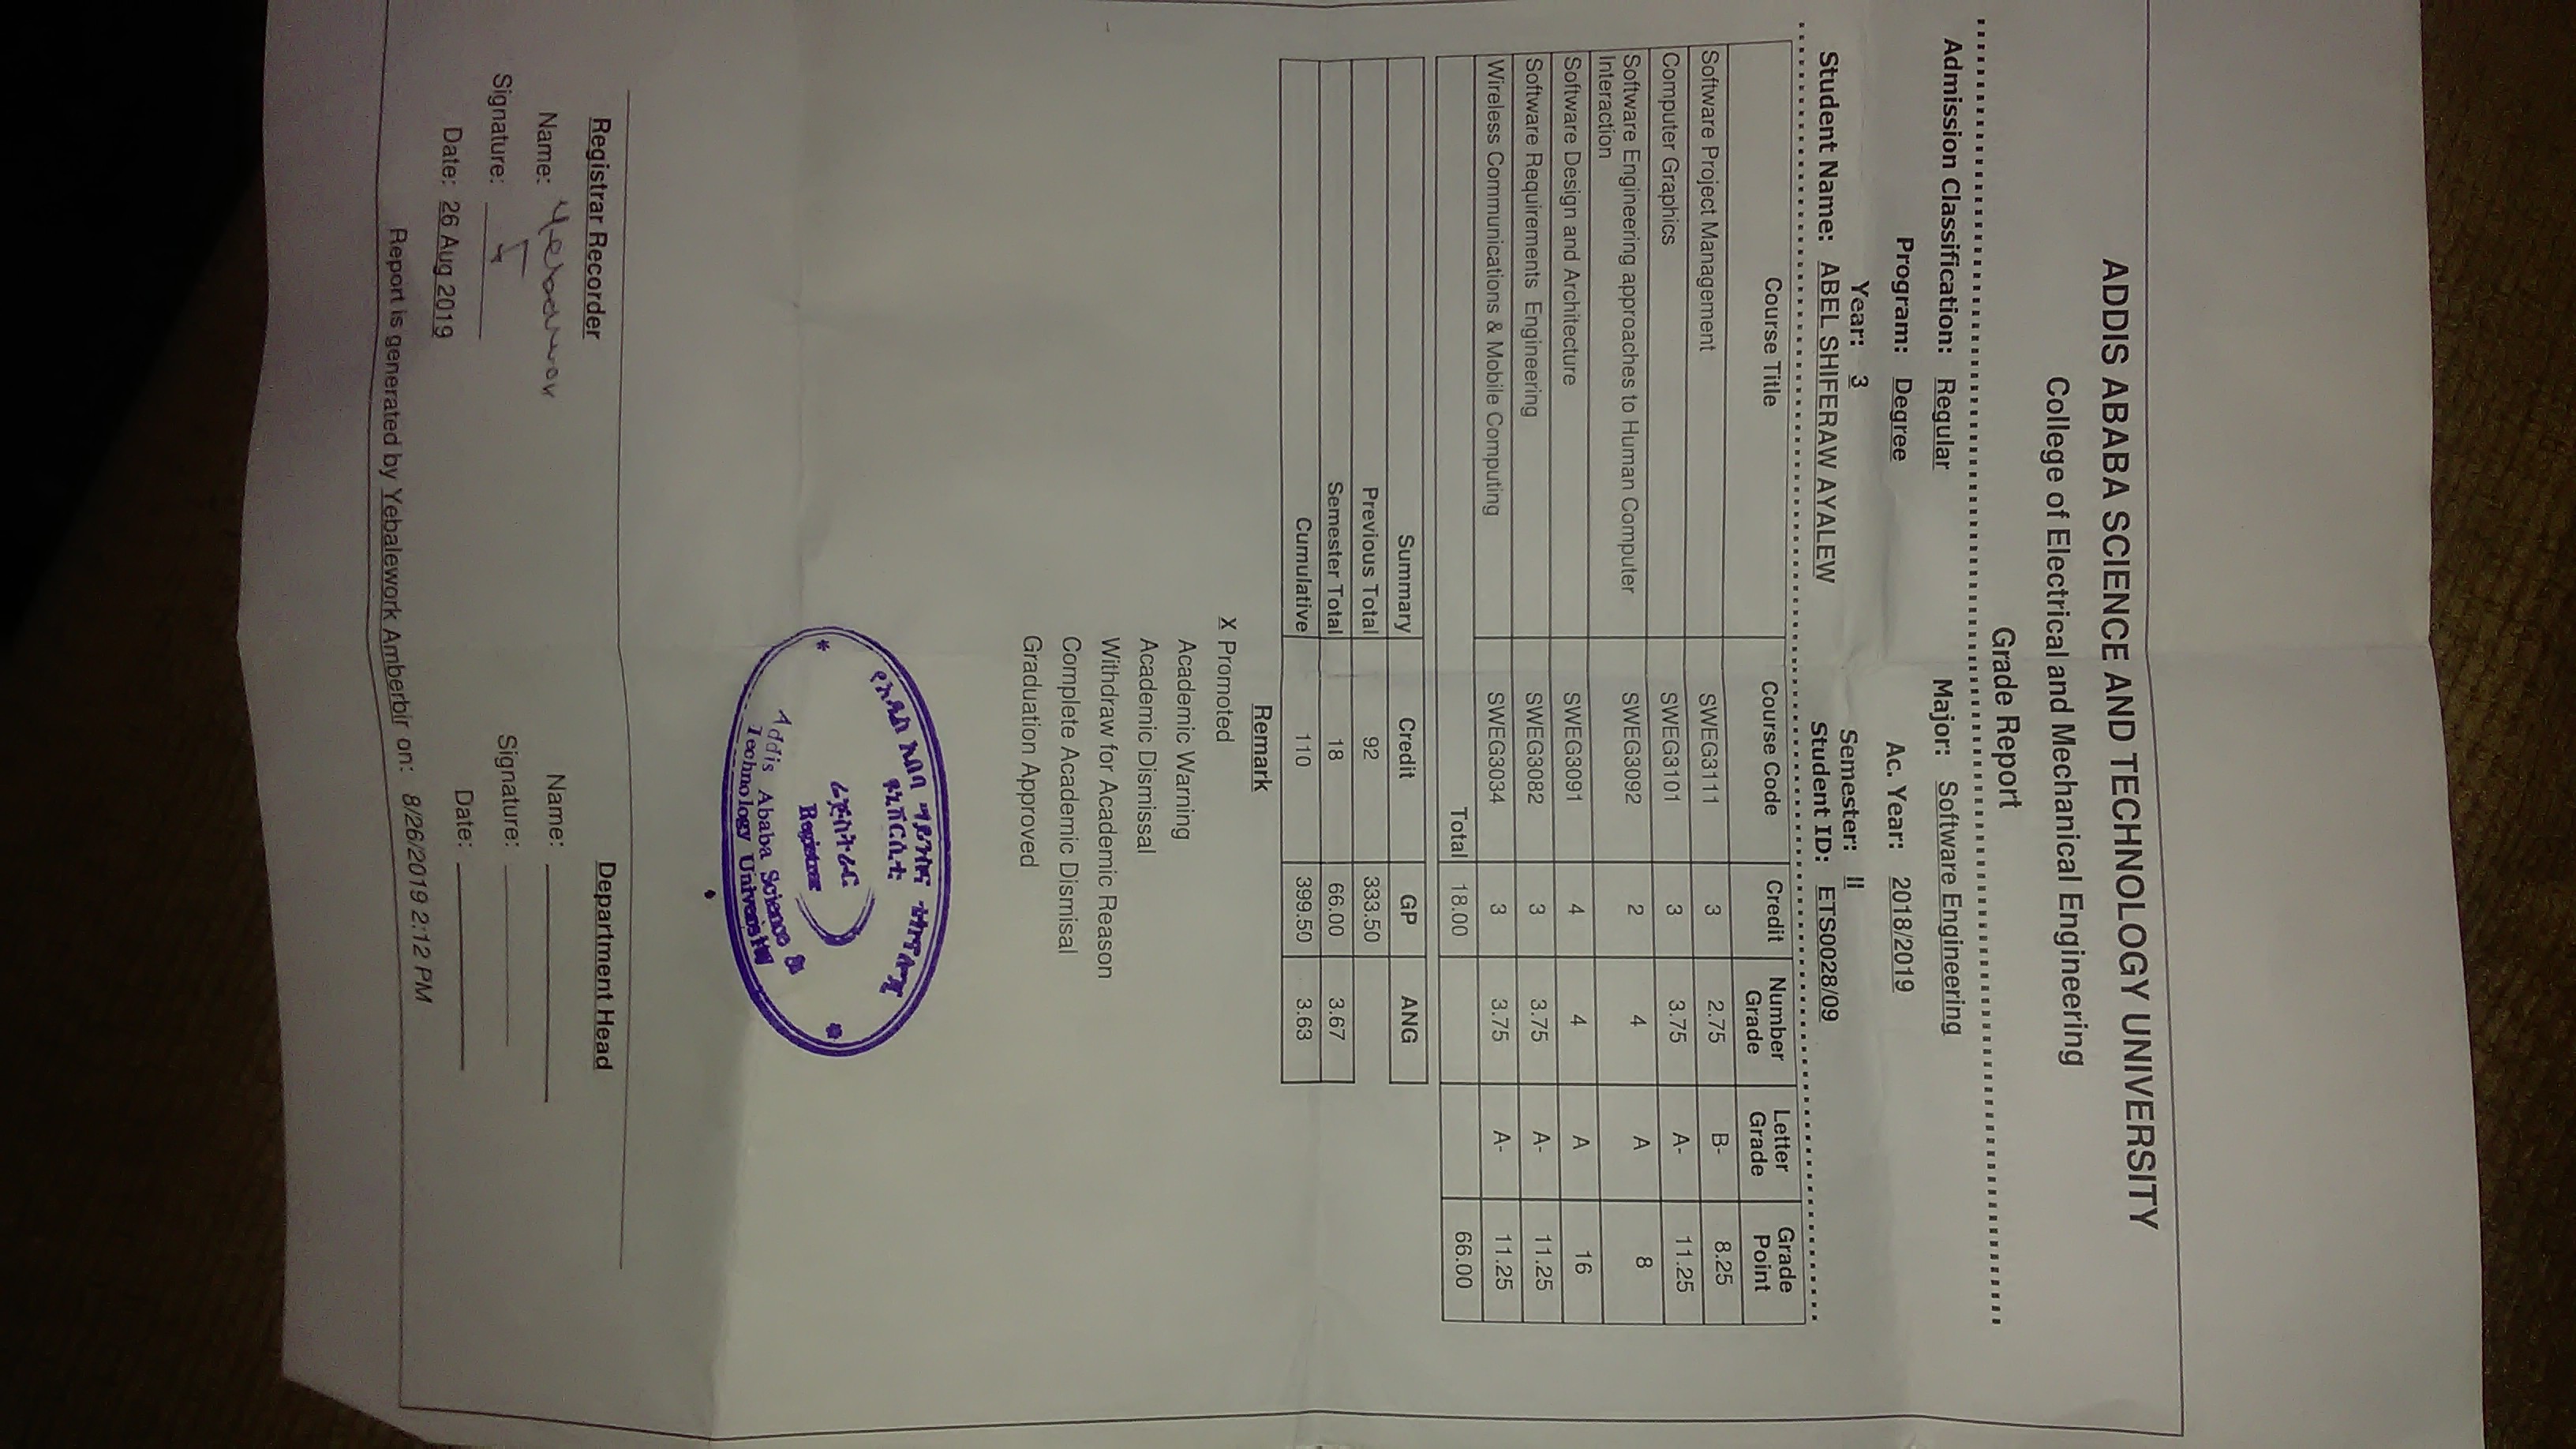 ADDIS ABABA SCIENCE AND TECHNOLOGY UNIVERSITY
College of Electrical and Mechanical Engineering
Grade Report
Admission Classification: Regular Major: Software Engineering
Program: Degree Ac. Year: 2018/2019
Year: 3 Semester: II
Student Name: ABEL SHIFERAW AYALEW Student ID: ETS0028/09
Course Title Course Code Credit Number Grade Letter Grade Grade Point
Software Project Management SWEG3111 3 2.75 B- 8.25
Computer Graphics SWEG3101 3 3.75 A- 11.25
Software Engineering approaches to Human Computer Interaction SWEG3092 2 4 A 8
Software Design and Architecture SWEG3091 4 4 A 16
Software Requirements Engineering SWEG3082 3 3.75 A- 11.25
Wireless Communications & Mobile Computing SWEG3034 3 3.75 A- 11.25
Total 18.00 66.00
Summary Credit GP ANG
Previous Total 92 333.50
Semester Total 18 66.00 3.67
Cumulative 110 399.50 3.63
Remark
X Promoted
Academic Warning
Academic Dismissal
Withdraw for Academic Reason
Complete Academic Dismisal
Graduation Approved
የአዲስ አበባ ሣይንስና ቴክኖሎጂ
ዩኒቨርሲቲ
ሬጅስትራር
Registrar
Addis Ababa Science &
Technology University
Registrar Recorder Department Head
Name: Name:
Signature: Signature:
Date: 26 Aug 2019 Date:
Report is generated by Yebalework Amberbir on: 8/26/2019 2:12 PM